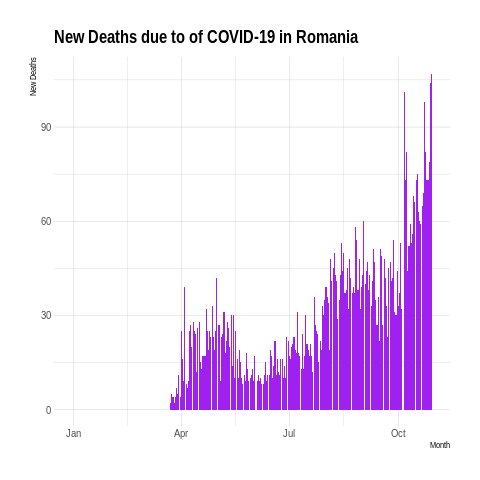 New Deaths due to of COVID-19 in Romania
New Deaths
90
60
30
0
Jan Apr Jul Oct
Month